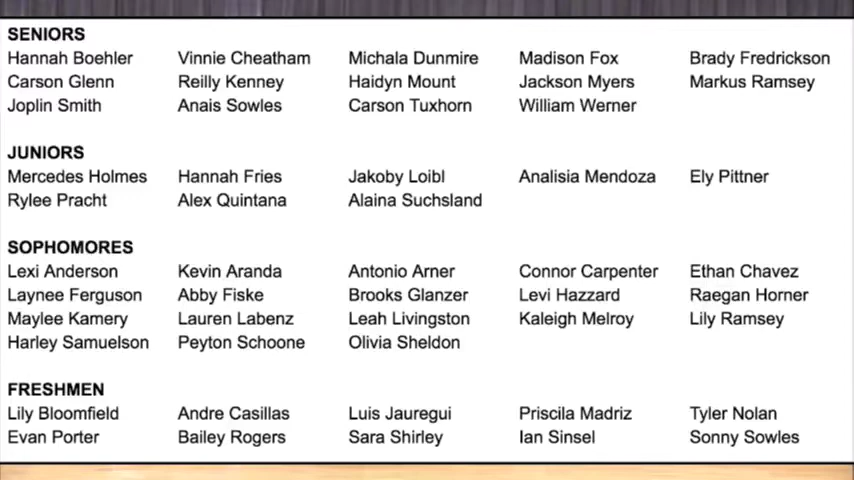 SENIORS
Hannah Boehler Vinnie Cheatham Michala Dunmire Madison Fox Brady Fredrickson
Carson Glenn Reilly Kenney Haidyn Mount Jackson Myers Markus Ramsey
Joplin Smith Anais Sowles Carson Tuxhorn William Werner
JUNIORS
Mercedes Holmes Hannah Fries Jakoby Loibl Analisia Mendoza Ely Pittner
Rylee Pracht Alex Quintana Alaina Suchsland
SOPHOMORES
Lexi Anderson Kevin Aranda Antonio Arner Connor Carpenter Ethan Chavez
Laynee Ferguson Abby Fiske Brooks Glanzer Levi Hazzard Raegan Horner
Maylee Kamery Lauren Labenz Leah Livingston Kaleigh Melroy Lily Ramsey
Harley Samuelson Peyton Schoone Olivia Sheldon
FRESHMEN
Lily Bloomfield Andre Casillas Luis Jauregui Priscila Madriz Tyler Nolan
Evan Porter Bailey Rogers Sara Shirley Ian Sinsel Sonny Sowles